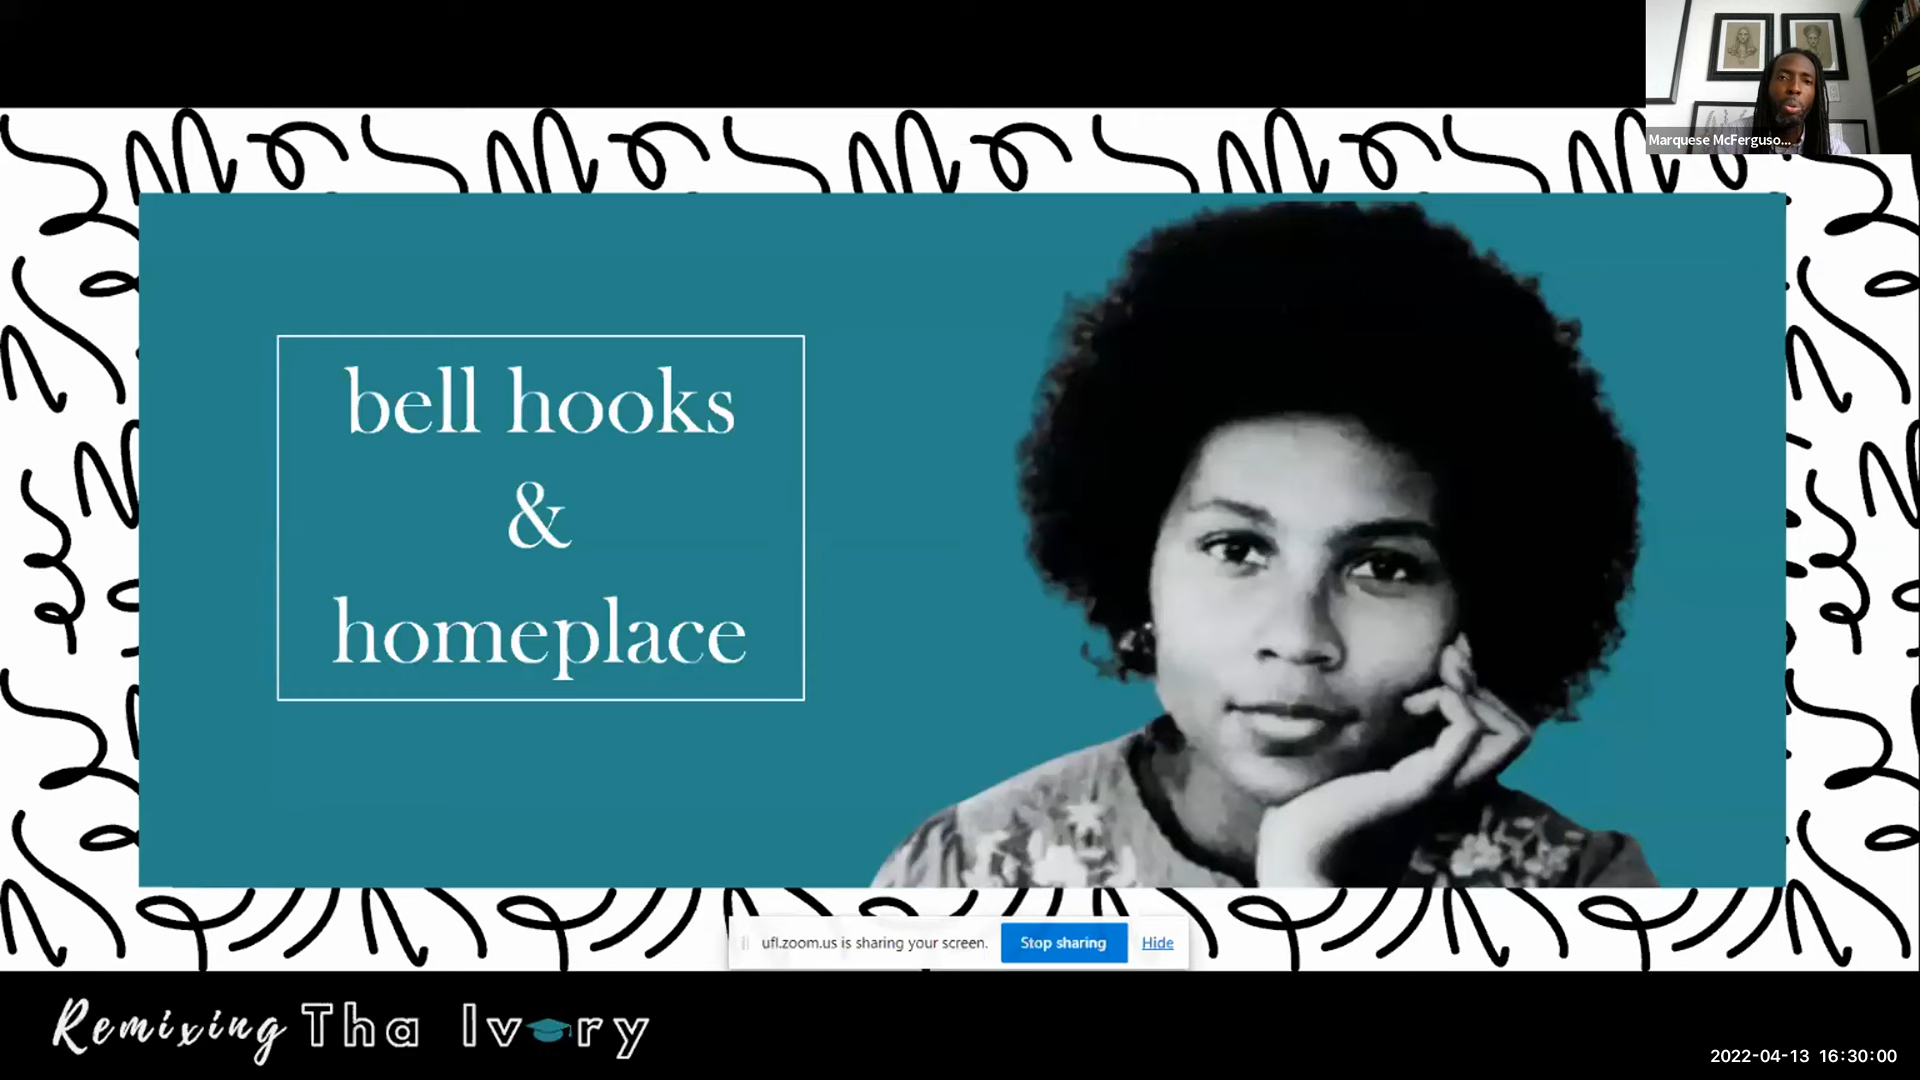 Marquese McFerguso...
bell hooks
&
homeplace
ufl.zoom.us is sharing your screen.
Stop sharing
Hide
Remixing Tha Ivory
2022-04-13 16:30:00